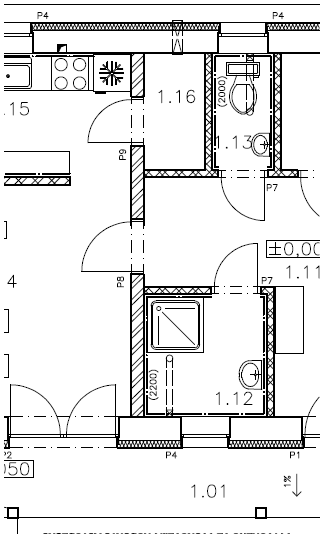 P4
P4
.15
1.16
(2000)
1.13
P9
P7
±0,00
1.11
4
P8
P7
(2200)
1.12
P2
P4
P1
050
1.01
1%